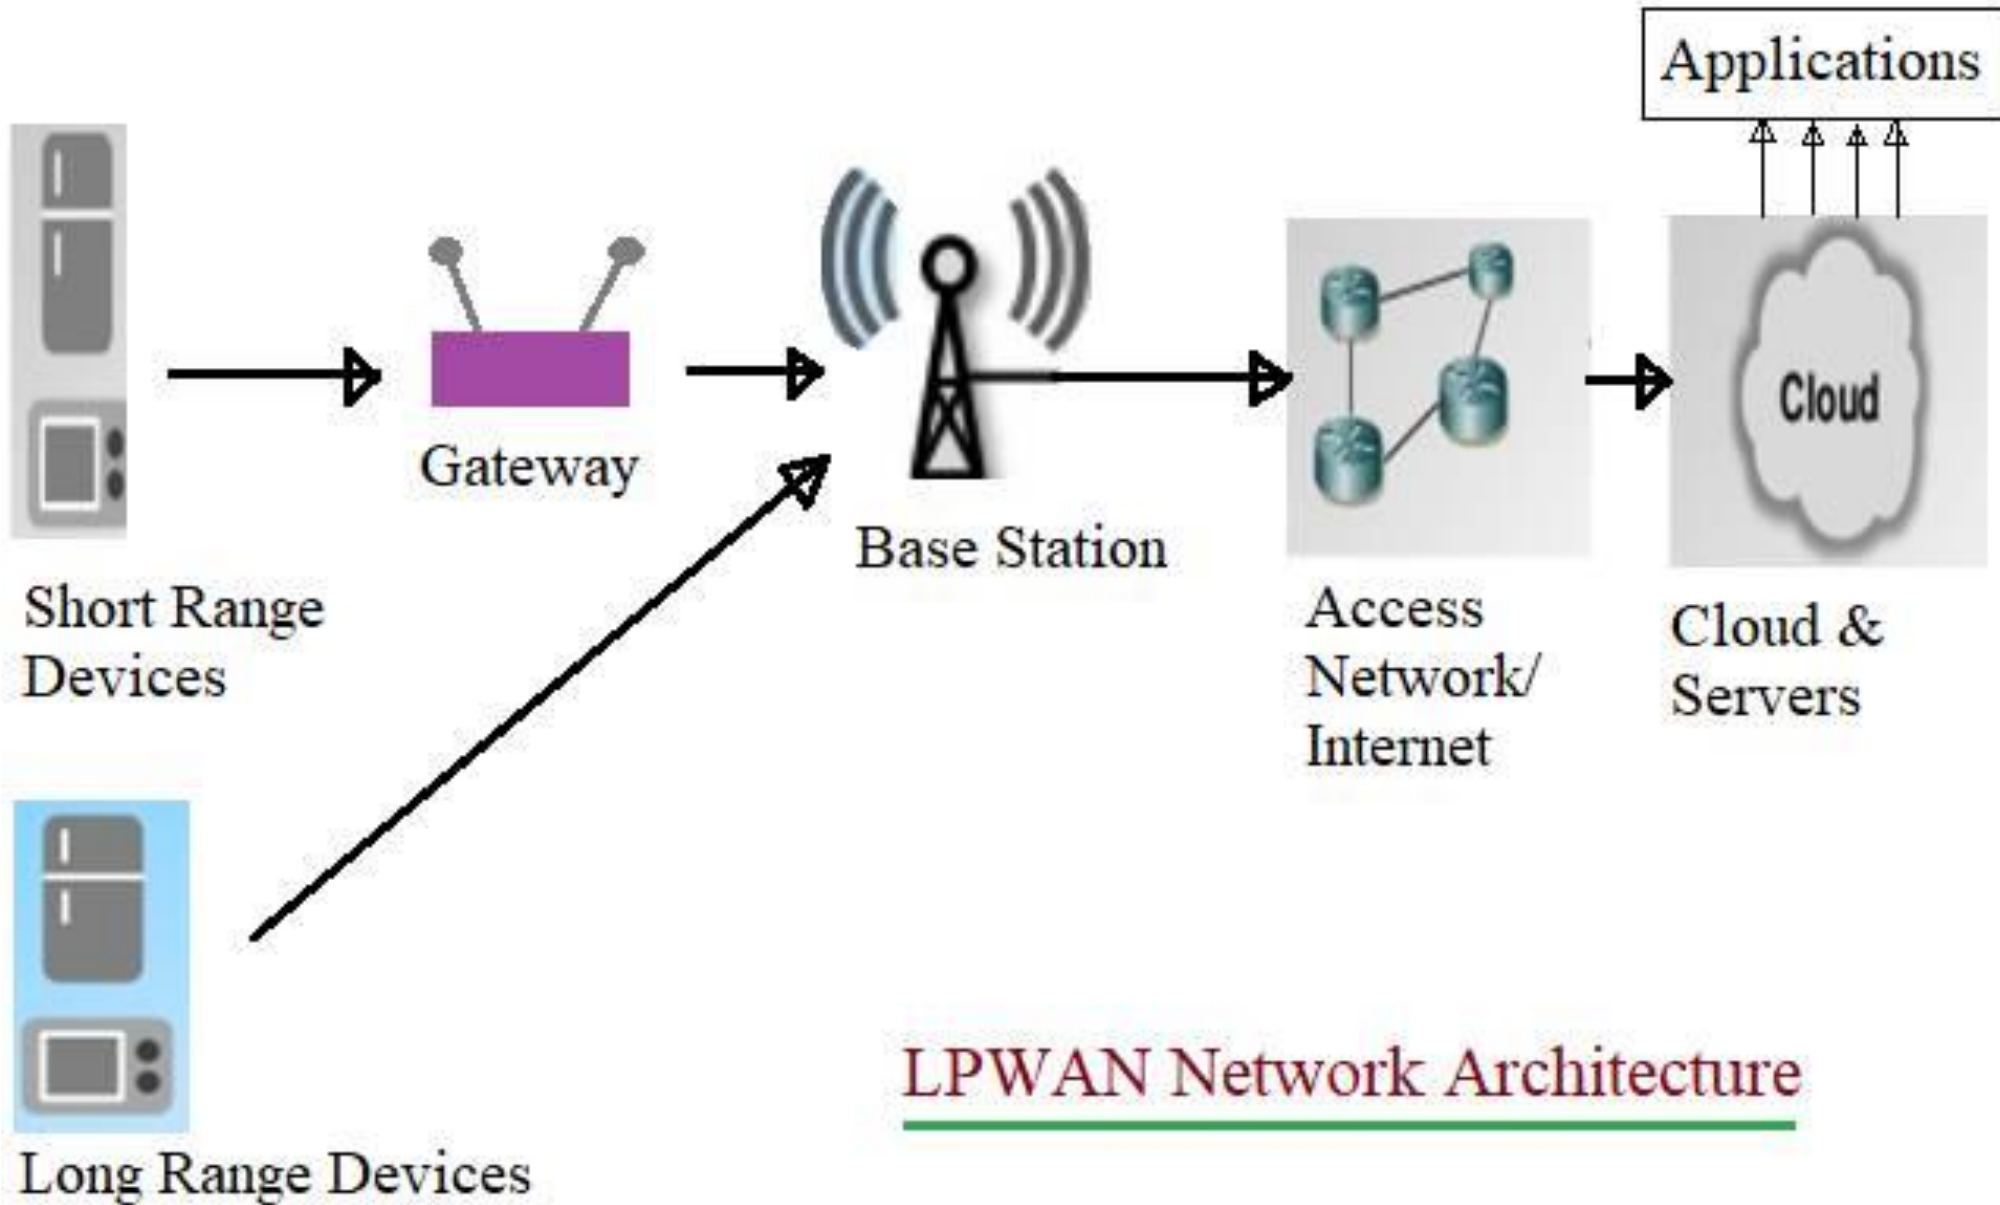 Applications
Gateway
Base Station
Cloud
Short Range
Devices
Access
Network/
Internet
Cloud &
Servers
LPWAN Network Architecture
Long Range Devices